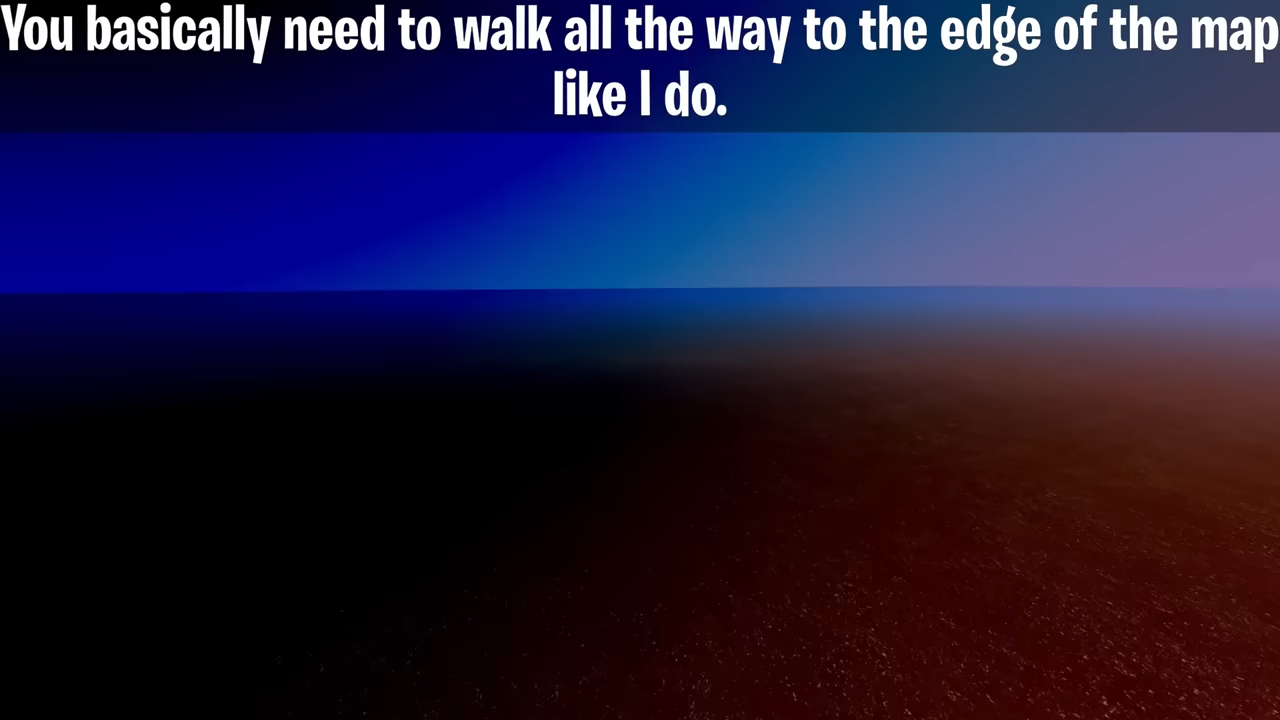 You basically need to walk all the way to the edge of the map
like I do.